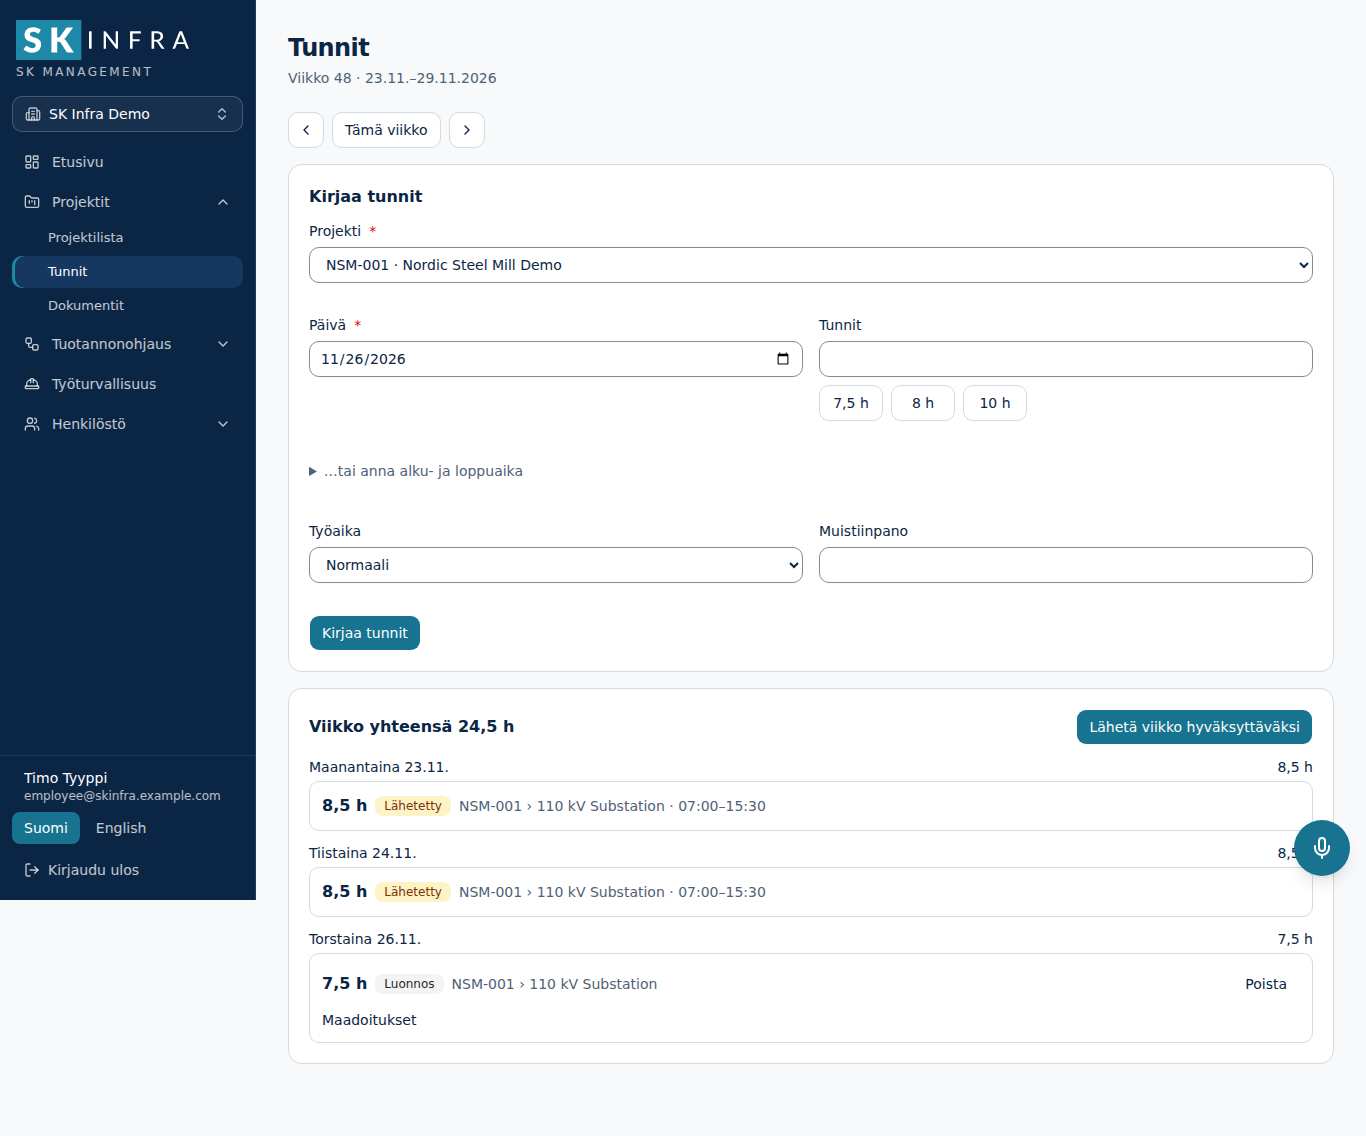 SK INFRA
SK MANAGEMENT
SK Infra Demo
Etusivu
Projektit
Projektilista
Tunnit
Dokumentit
Tuotannonohjaus
Työturvallisuus
Henkilöstö
Timo Tyyppi
employee@skinfra.example.com
Suomi English
Kirjaudu ulos
Tunnit
Viikko 48 · 23.11.–29.11.2026
Tämä viikko
Kirjaa tunnit
Projekti *
NSM-001 · Nordic Steel Mill Demo
Päivä * Tunnit
11/26/2026
7,5 h 8 h 10 h
...tai anna alku- ja loppuaika
Työaika Muistiinpano
Normaali
Kirjaa tunnit
Viikko yhteensä 24,5 h Lähetä viikko hyväksyttäväksi
Maanantaina 23.11. 8,5 h
8,5 h Lähetetty NSM-001 › 110 kV Substation · 07:00–15:30
Tiistaina 24.11.
8,5 h Lähetetty NSM-001 › 110 kV Substation · 07:00–15:30
Torstaina 26.11. 7,5 h
7,5 h Luonnos NSM-001 › 110 kV Substation Poista
Maadoitukset